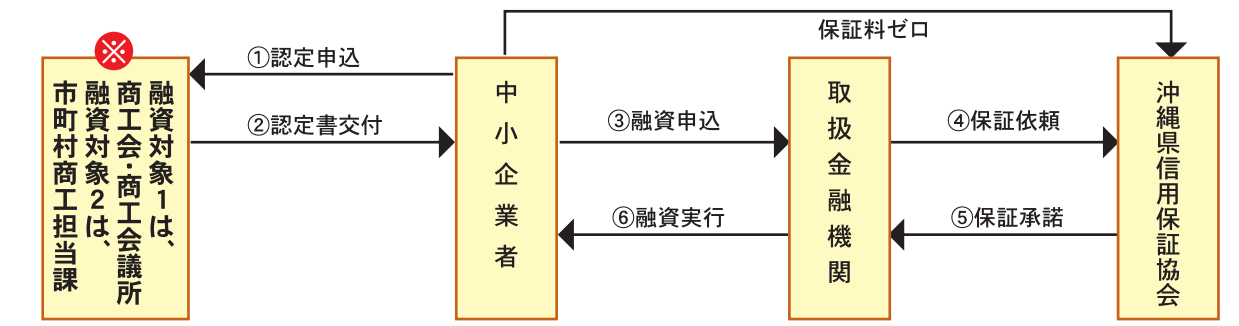 保証料ゼロ
※
融資対象1は、
商工会・商工会議所
融資対象2は、
市町村商工担当課
①認定申込
②認定書交付
中小企業者
③融資申込
⑥融資実行
取扱金融機関
④保証依頼
⑤保証承諾
沖縄県信用保証協会